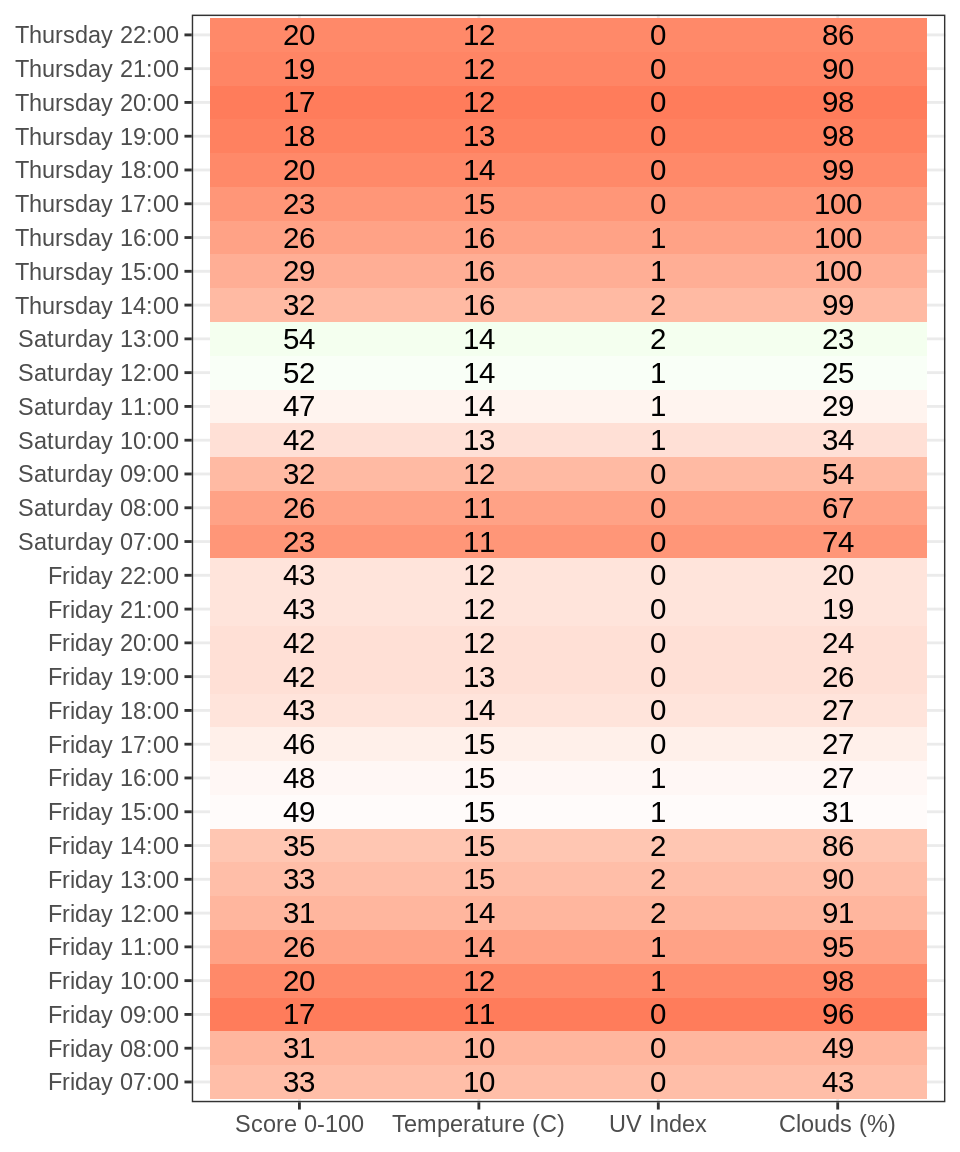 Thursday 22:00 20 12 0 86
Thursday 21:00 19 12 0 90
Thursday 20:00 17 12 0 98
Thursday 19:00 18 13 0 98
Thursday 18:00 20 14 0 99
Thursday 17:00 23 15 0 100
Thursday 16:00 26 16 1 100
Thursday 15:00 29 16 1 100
Thursday 14:00 32 16 2 99
Saturday 13:00 54 14 2 23
Saturday 12:00 52 14 1 25
Saturday 11:00 47 14 1 29
Saturday 10:00 42 13 1 34
Saturday 09:00 32 12 0 54
Saturday 08:00 26 11 0 67
Saturday 07:00 23 11 0 74
Friday 22:00 43 12 0 20
Friday 21:00 43 12 0 19
Friday 20:00 42 12 0 24
Friday 19:00 42 13 0 26
Friday 18:00 43 14 0 27
Friday 17:00 46 15 0 27
Friday 16:00 48 15 1 27
Friday 15:00 49 15 1 31
Friday 14:00 35 15 2 86
Friday 13:00 33 15 2 90
Friday 12:00 31 14 2 91
Friday 11:00 26 14 1 95
Friday 10:00 20 12 1 98
Friday 09:00 17 11 0 96
Friday 08:00 31 10 0 49
Friday 07:00 33 10 0 43
Score 0-100 Temperature (C) UV Index Clouds (%)